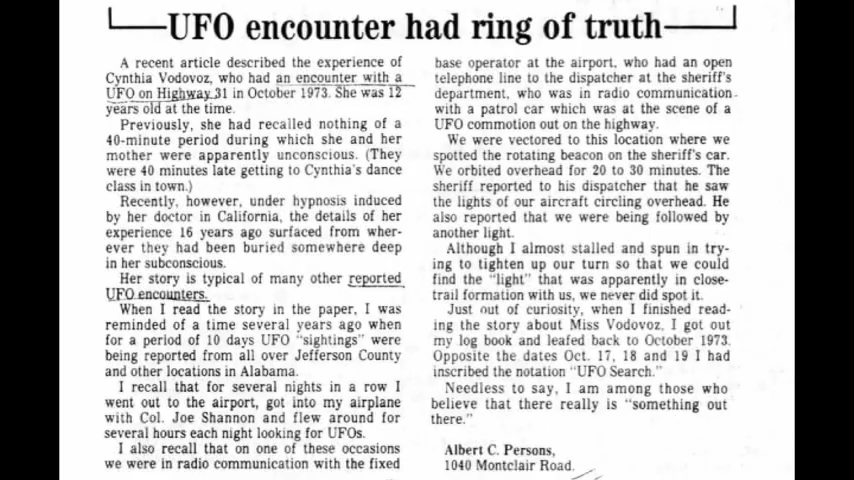 UFO encounter had ring of truth
A recent article described the experience of
Cynthia Vodovoz, who had an encounter with a
UFO on Highway 31 in October 1973. She was 12
years old at the time.
Previously, she had recalled nothing of a
40-minute period during which she and her
mother were apparently unconscious. (They
were 40 minutes late getting to Cynthia's dance
class in town.)
Recently, however, under hypnosis induced
by her doctor in California, the details of her
experience 16 years ago surfaced from wher-
ever they had been buried somewhere deep
in her subconscious.
Her story is typical of many other reported
UFO encounters.
When I read the story in the paper, I was
reminded of a time several years ago when
for a period of 10 days UFO "sightings" were
being reported from all over Jefferson County
and other locations in Alabama.
I recall that for several nights in a row I
went out to the airport, got into my airplane
with Col. Joe Shannon and flew around for
several hours each night looking for UFOs.
I also recall that on one of these occasions
we were in radio communication with the fixed
base operator at the airport, who had an open
telephone line to the dispatcher at the sheriff's
department, who was in radio communication
with a patrol car which was at the scene of a
UFO commotion out on the highway.
We were vectored to this location where we
spotted the rotating beacon on the sheriff's car.
We orbited overhead for 20 to 30 minutes. The
sheriff reported to his dispatcher that he saw
the lights of our aircraft circling overhead. He
also reported that we were being followed by
another light.
Although I almost stalled and spun in try-
ing to tighten up our turn so that we could
find the "light" that was apparently in close-
trail formation with us, we never did spot it.
Just out of curiosity, when I finished read-
ing the story about Miss Vodovoz, I got out
my log book and leafed back to October 1973.
Opposite the dates Oct. 17, 18 and 19 I had
inscribed the notation "UFO Search."
Needless to say, I am among those who
believe that there really is "something out
there."
Albert C. Persons,
1040 Montclair Road.